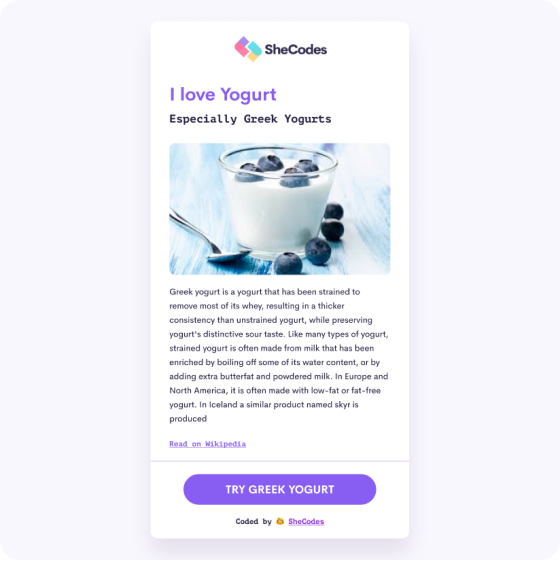 SheCodes
I love Yogurt
Especially Greek Yogurts
Greek yogurt is a yogurt that has been strained to
remove most of its whey, resulting in a thicker
consistency than unstrained yogurt, while preserving
yogurt's distinctive sour taste. Like many types of yogurt,
strained yogurt is often made from milk that has been
enriched by boiling off some of its water content, or by
adding extra butterfat and powdered milk. In Europe and
North America, it is often made with low-fat or fat-free
yogurt. In Iceland a similar product named skyr is
produced
Read on Wikipedia
TRY GREEK YOGURT
Coded by SheCodes